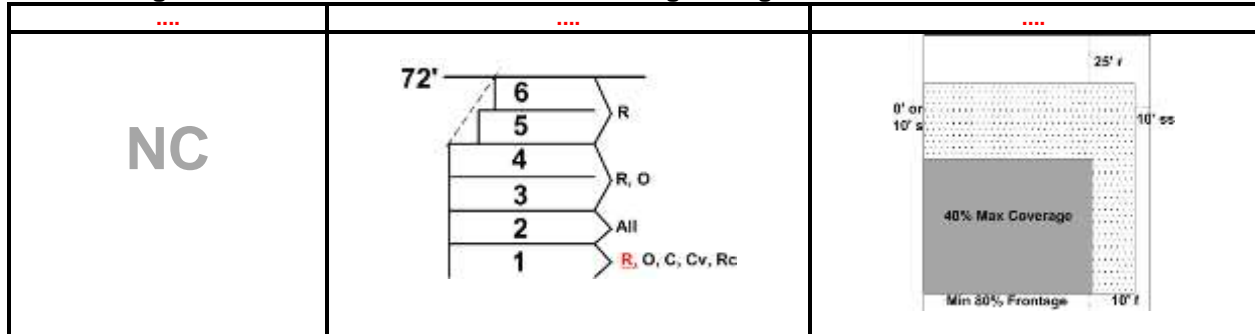 ....
....
....
NC
72'
6
5
4
3
2
1
R
R, O
All
R, O, C, Cv, Rc
25' r
0' or
10' s
10' ss
40% Max Coverage
Min 80% Frontage
10' f